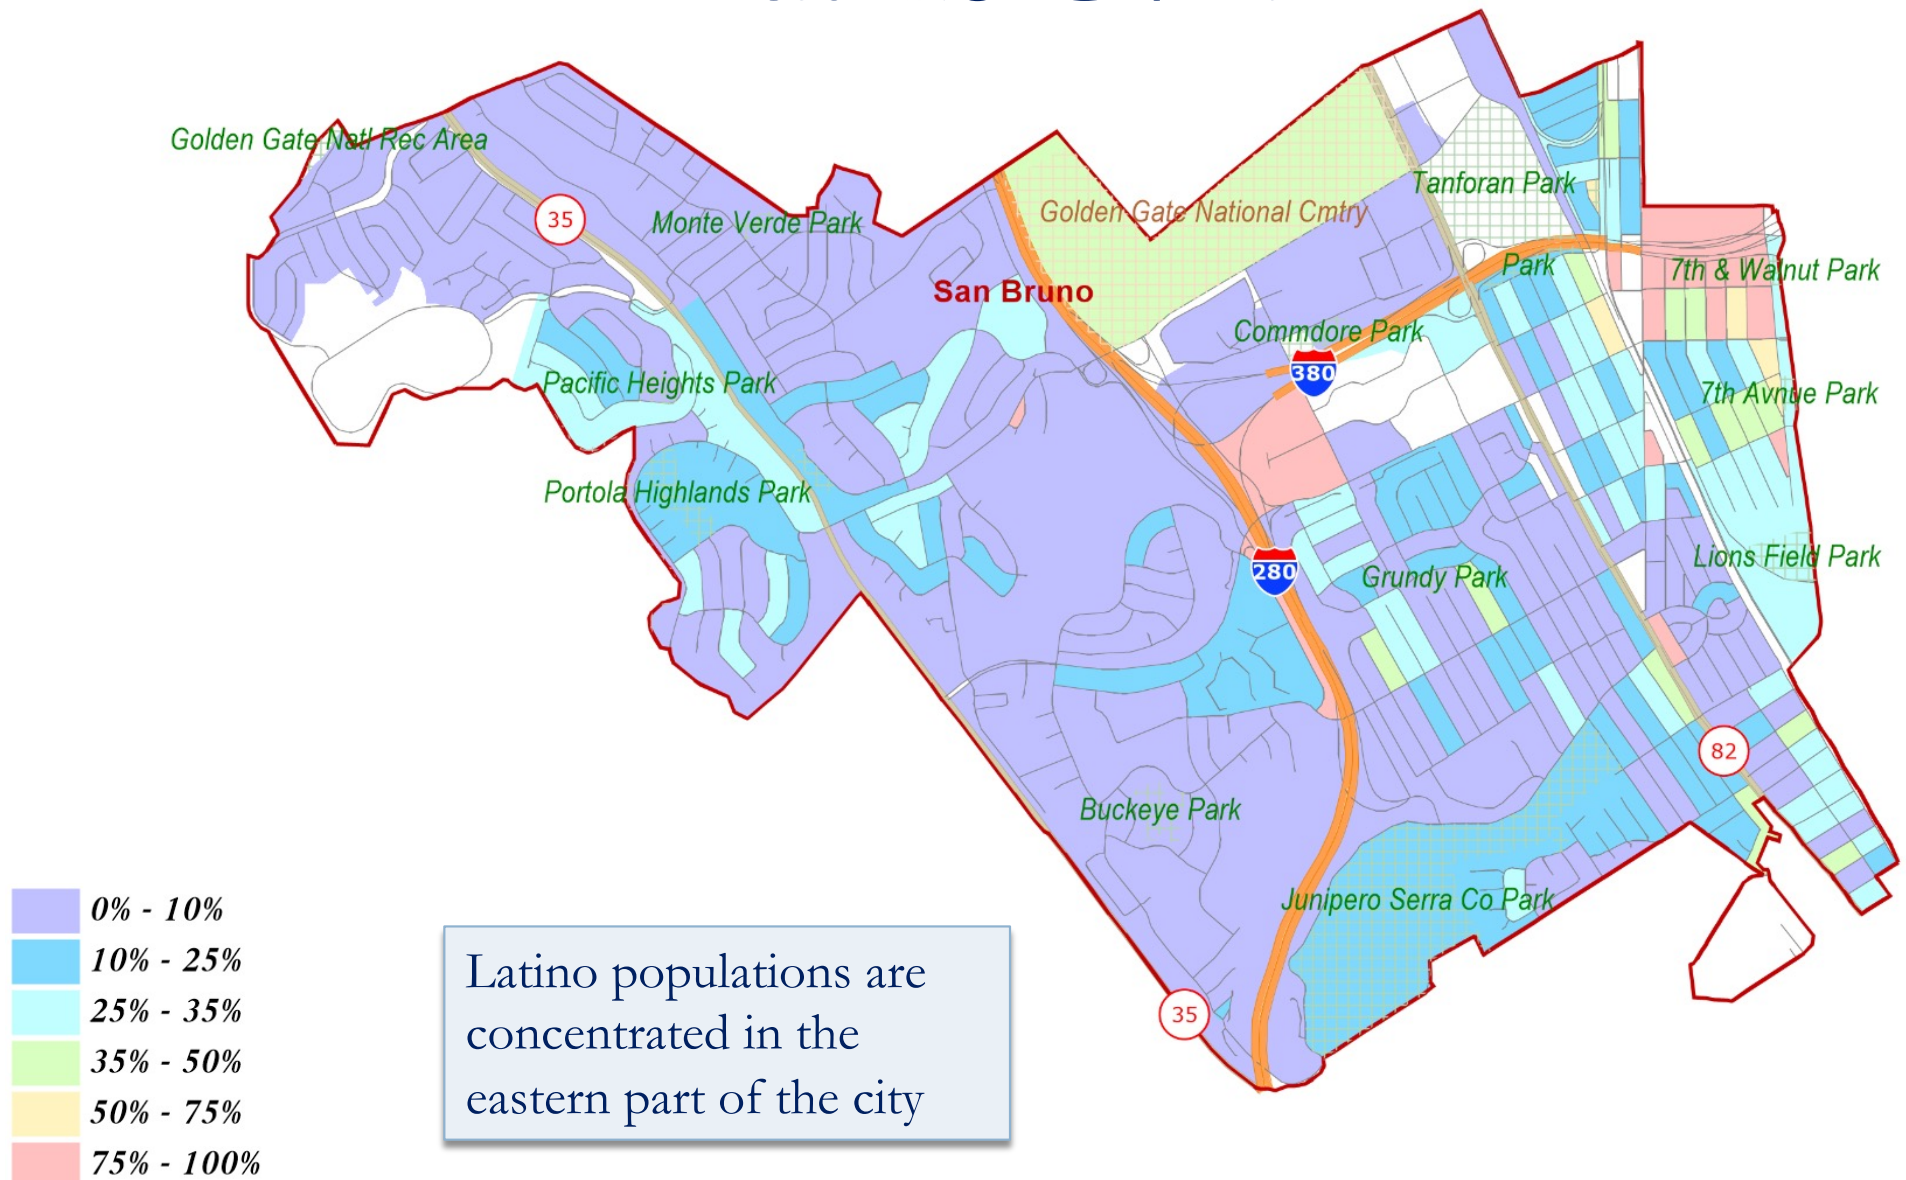 Golden Gate Natl Rec Area
35
Monte Verde Park
Golden Gate National Cmtry
Tanforan Park
San Bruno
Park
7th & Walnut Park
Commdore Park
380
Pacific Heights Park
7th Avnue Park
Portola Highlands Park
280
Grundy Park
Lions Field Park
82
Buckeye Park
Junipero Serra Co Park
35
0% - 10%
10% - 25%
25% - 35%
35% - 50%
50% - 75%
75% - 100%
Latino populations are
concentrated in the
eastern part of the city